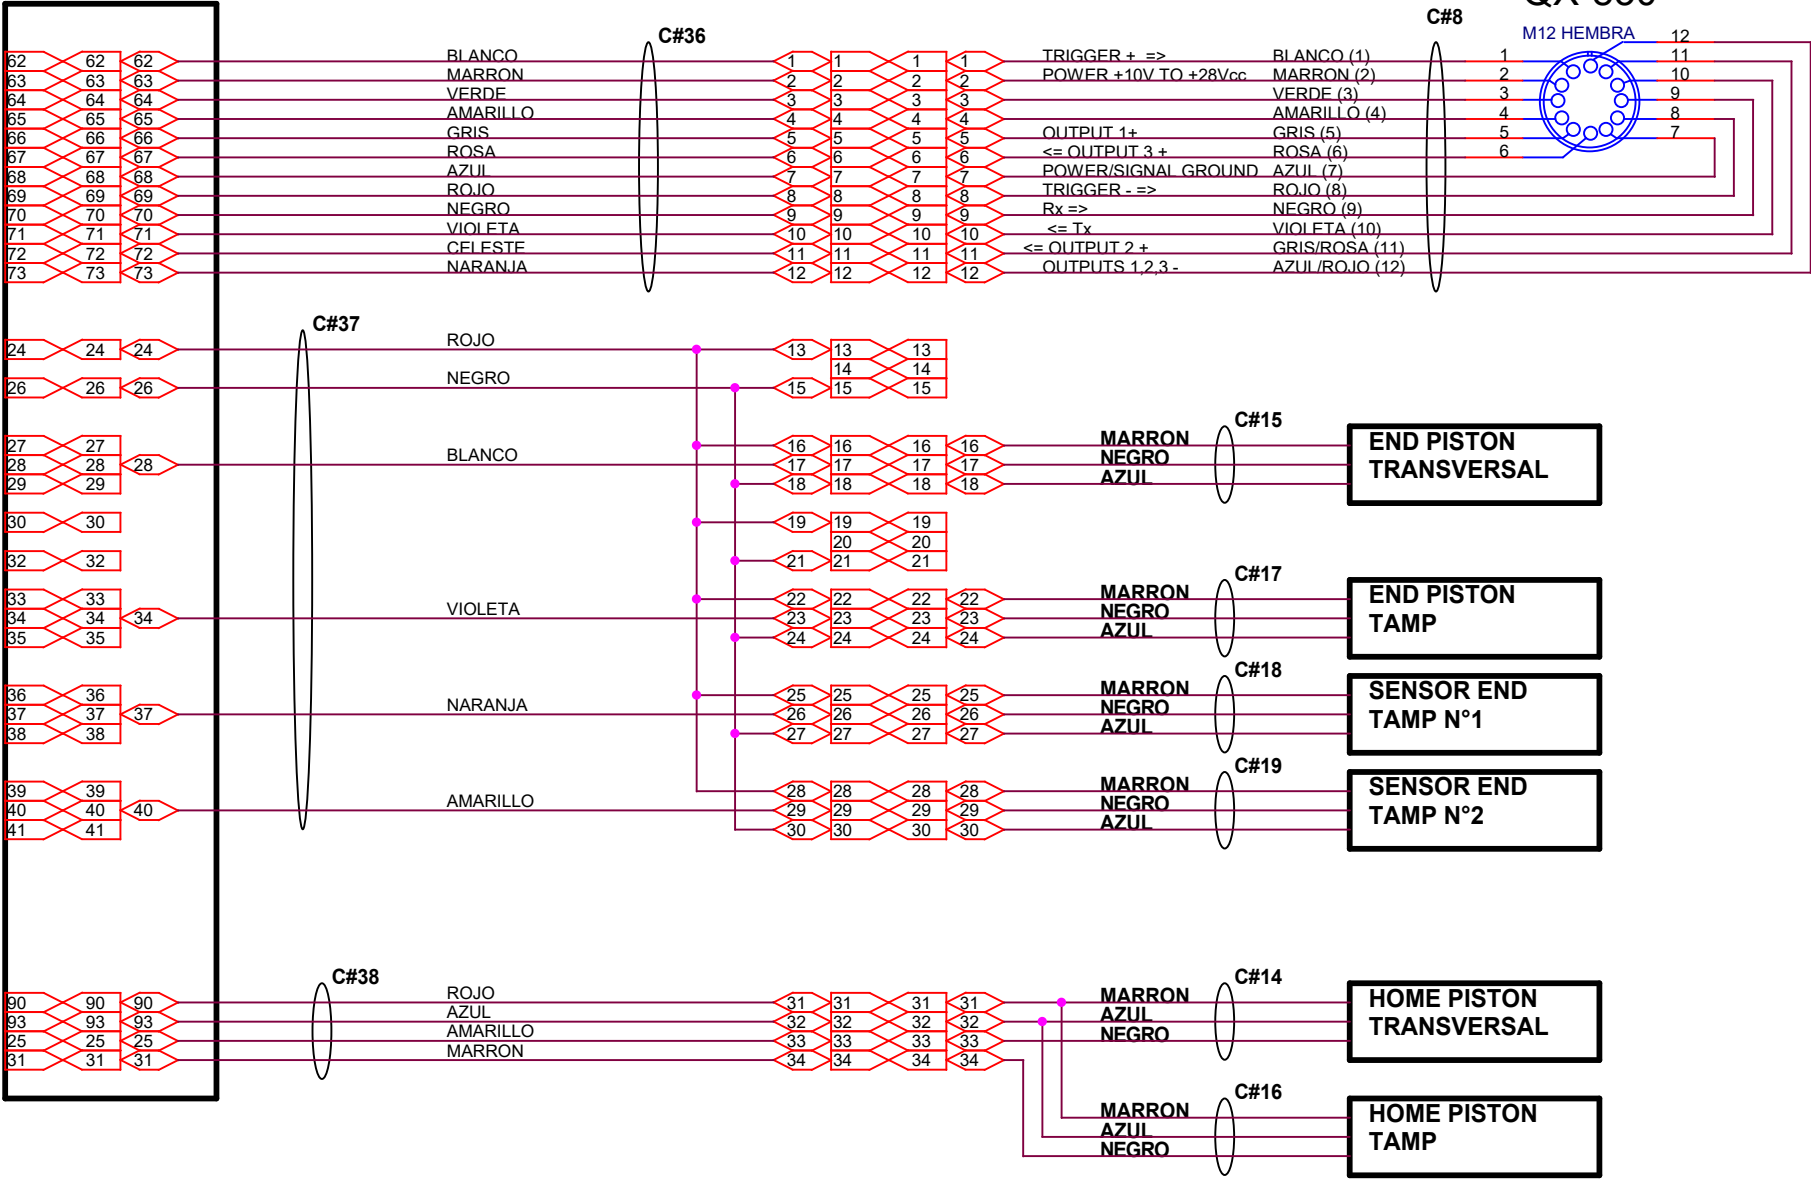 C#36
C#8
M12 HEMBRA
62 62 62 BLANCO 1 1 1 1 TRIGGER + => BLANCO (1) 1 12
63 63 63 MARRON 2 2 2 2 POWER +10V TO +28Vcc MARRON (2) 2 11
64 64 64 VERDE 3 3 3 3 VERDE (3) 3 10
65 65 65 AMARILLO 4 4 4 4 AMARILLO (4) 4 9
66 66 66 GRIS 5 5 5 5 OUTPUT 1+ GRIS (5) 5 8
67 67 67 ROSA 6 6 6 6 <= OUTPUT 3 + ROSA (6) 6 7
68 68 68 AZUL 7 7 7 7 POWER/SIGNAL GROUND AZUL (7)
69 69 69 ROJO 8 8 8 8 TRIGGER - => ROJO (8)
70 70 70 NEGRO 9 9 9 9 Rx => NEGRO (9)
71 71 71 VIOLETA 10 10 10 10 <= Tx VIOLETA (10)
72 72 72 CELESTE 11 11 11 11 <= OUTPUT 2 + GRIS/ROSA (11)
73 73 73 NARANJA 12 12 12 12 OUTPUTS 1,2,3 - AZUL/ROJO (12)
C#37
24 24 24 ROJO 13 13 13
14 14
26 26 26 NEGRO 15 15 15
C#15
27 27 16 16 16 16 MARRON END PISTON
28 28 28 BLANCO 17 17 17 17 NEGRO TRANSVERSAL
29 29 18 18 18 18 AZUL
30 30 19 19 19
20 20
32 32 21 21 21
C#17
33 33 22 22 22 22 MARRON END PISTON
34 34 34 VIOLETA 23 23 23 23 NEGRO TAMP
35 35 24 24 24 24 AZUL
C#18
36 36 25 25 25 25 MARRON SENSOR END
37 37 37 NARANJA 26 26 26 26 NEGRO TAMP N°1
38 38 27 27 27 27 AZUL
C#19
39 39 28 28 28 28 MARRON SENSOR END
40 40 40 AMARILLO 29 29 29 29 NEGRO TAMP N°2
41 41 30 30 30 30 AZUL
C#38
C#14
90 90 90 ROJO 31 31 31 31 MARRON HOME PISTON
93 93 93 AZUL 32 32 32 32 AZUL TRANSVERSAL
25 25 25 AMARILLO 33 33 33 33 NEGRO
31 31 31 MARRON 34 34 34 34
C#16
MARRON HOME PISTON
AZUL TAMP
NEGRO